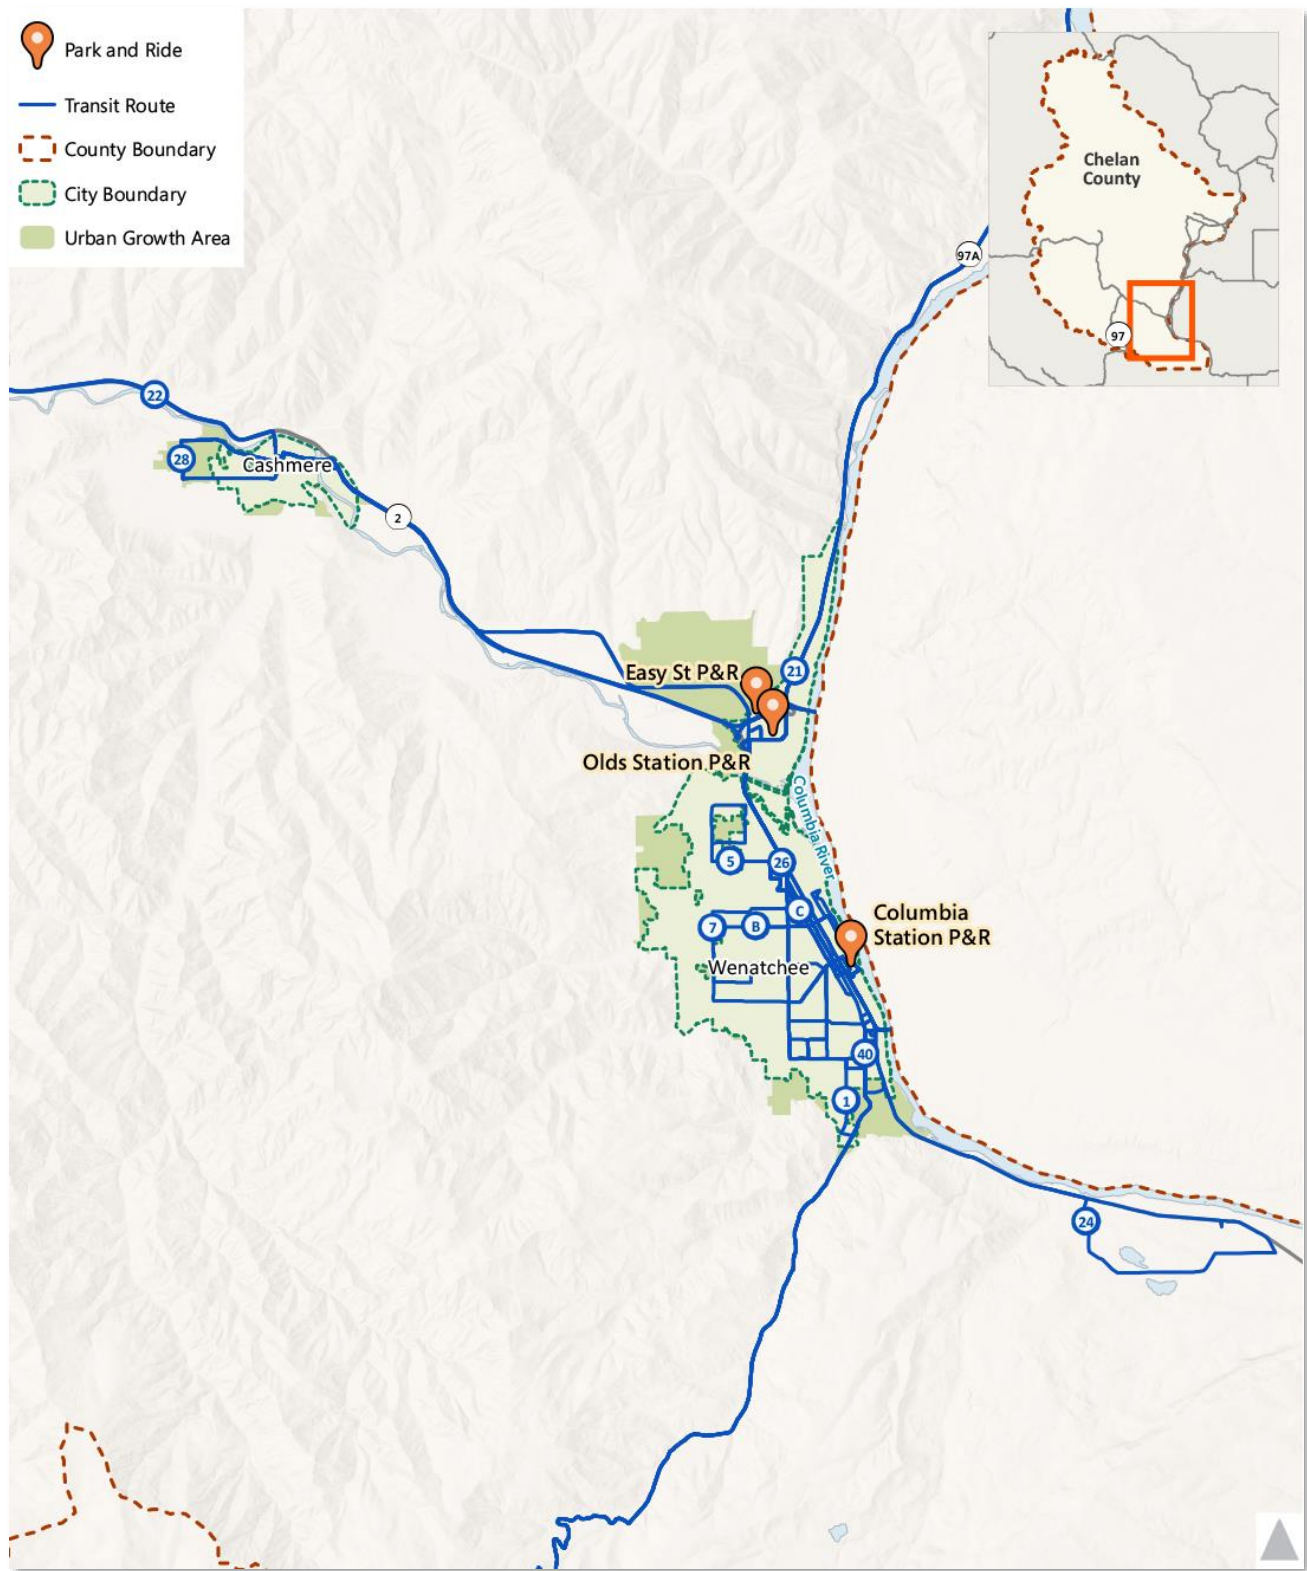 Park and Ride
Transit Route
County Boundary
City Boundary
Urban Growth Area
Chelan
County
97
97A
22
28
Cashmere
2
Easy St P&R
21
Olds Station P&R
Columbia River
5
26
C
7
B
Columbia
Station P&R
Wenatchee
40
1
24